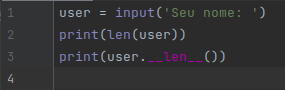 1 user = input('Seu nome: ')
2 print(len(user))
3 print(user.__len__())
4